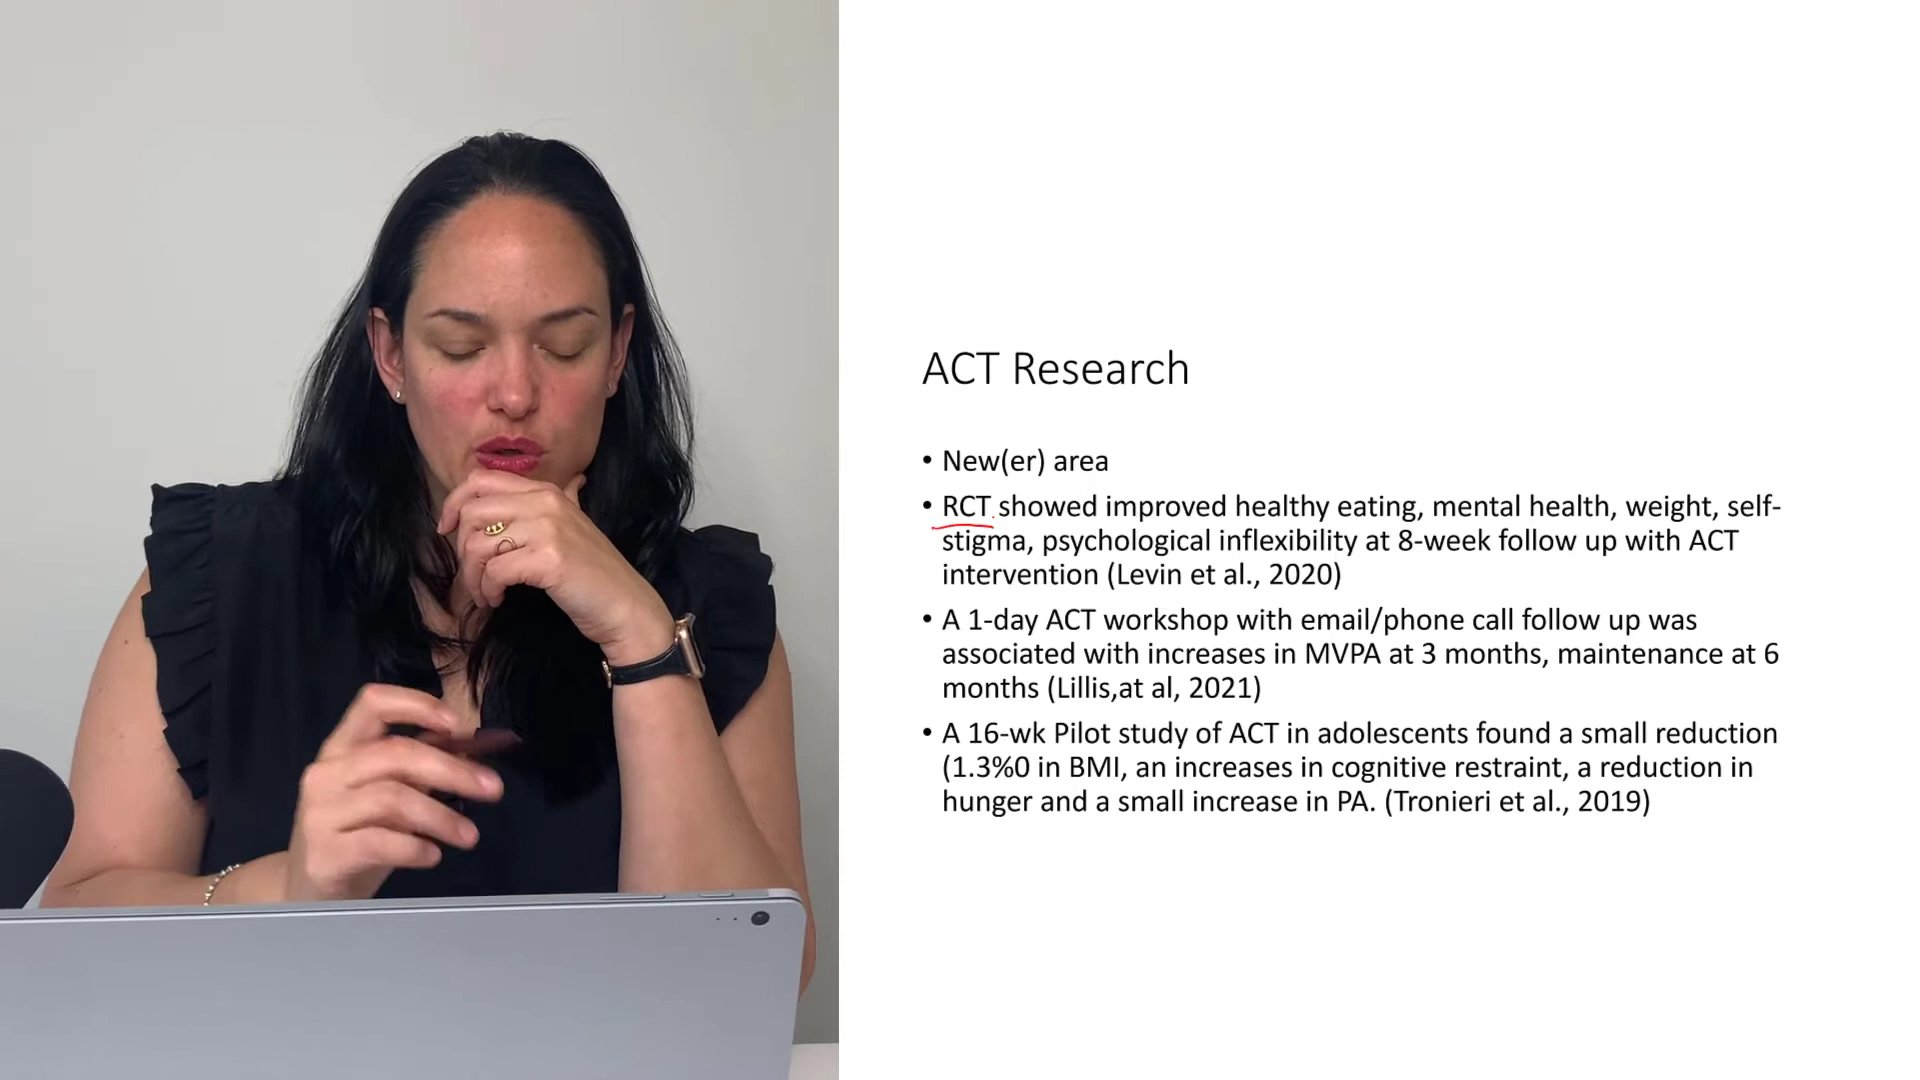 ACT Research
• New(er) area
• RCT showed improved healthy eating, mental health, weight, self-
stigma, psychological inflexibility at 8-week follow up with ACT
intervention (Levin et al., 2020)
• A 1-day ACT workshop with email/phone call follow up was
associated with increases in MVPA at 3 months, maintenance at 6
months (Lillis,at al, 2021)
• A 16-wk Pilot study of ACT in adolescents found a small reduction
(1.3%0 in BMI, an increases in cognitive restraint, a reduction in
hunger and a small increase in PA. (Tronieri et al., 2019)